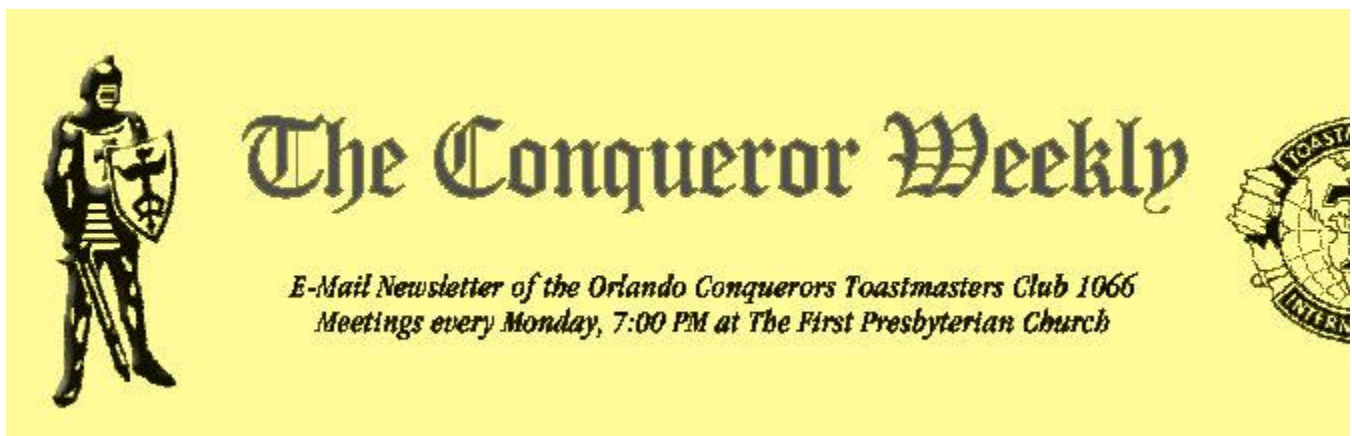 The Conqueror Weekly
E-Mail Newsletter of the Orlando Conquerors Toastmasters Club 1066
Meetings every Monday, 7:00 PM at The First Presbyterian Church